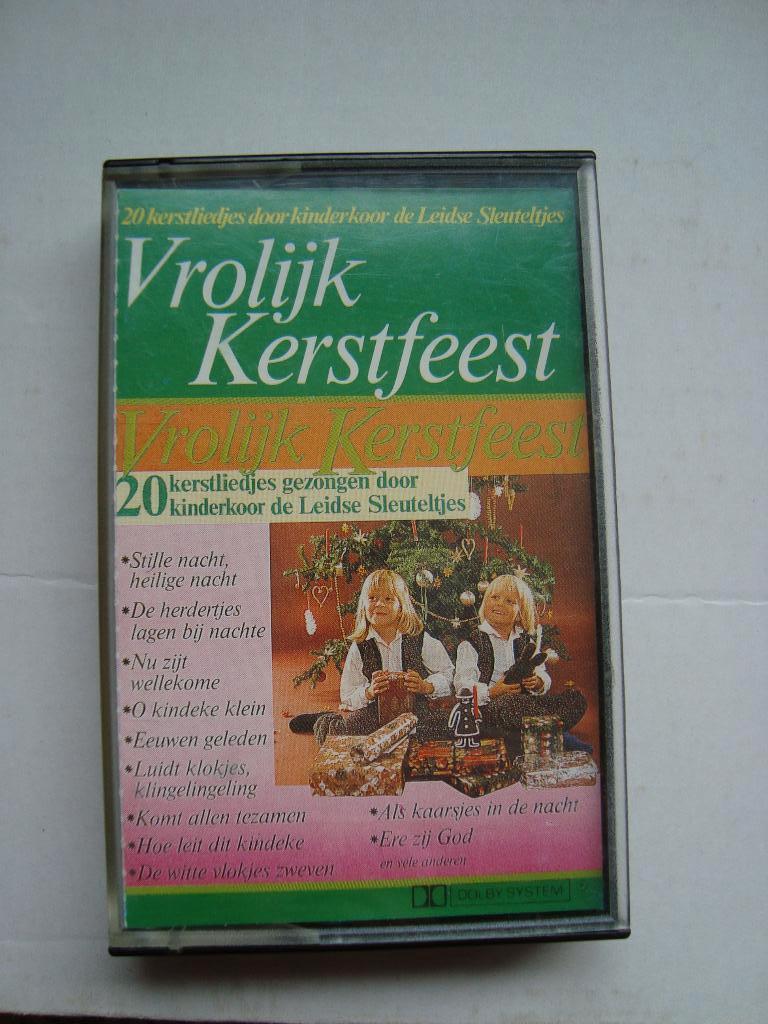 20 kerstliedjes door kinderkoor de Leidse Sleuteltjes
Vrolijk
Kerstfeest
Vrolijk Kerstfeest
20 kerstliedjes gezongen door
kinderkoor de Leidse Sleuteltjes
*Stille nacht,
heilige nacht
*De herdertjes
lagen bij nachte
*Nu zijt
wellekome
*O kindeke klein
*Eeuwen geleden
*Luidt klokjes,
klingelingeling
*Komt allen tezamen
*Hoe leit dit kindeke
*De witte vlokjes zweven
*Als kaarsjes in de nacht
*Ere zij God
en vele anderen
DOLBY SYSTEM